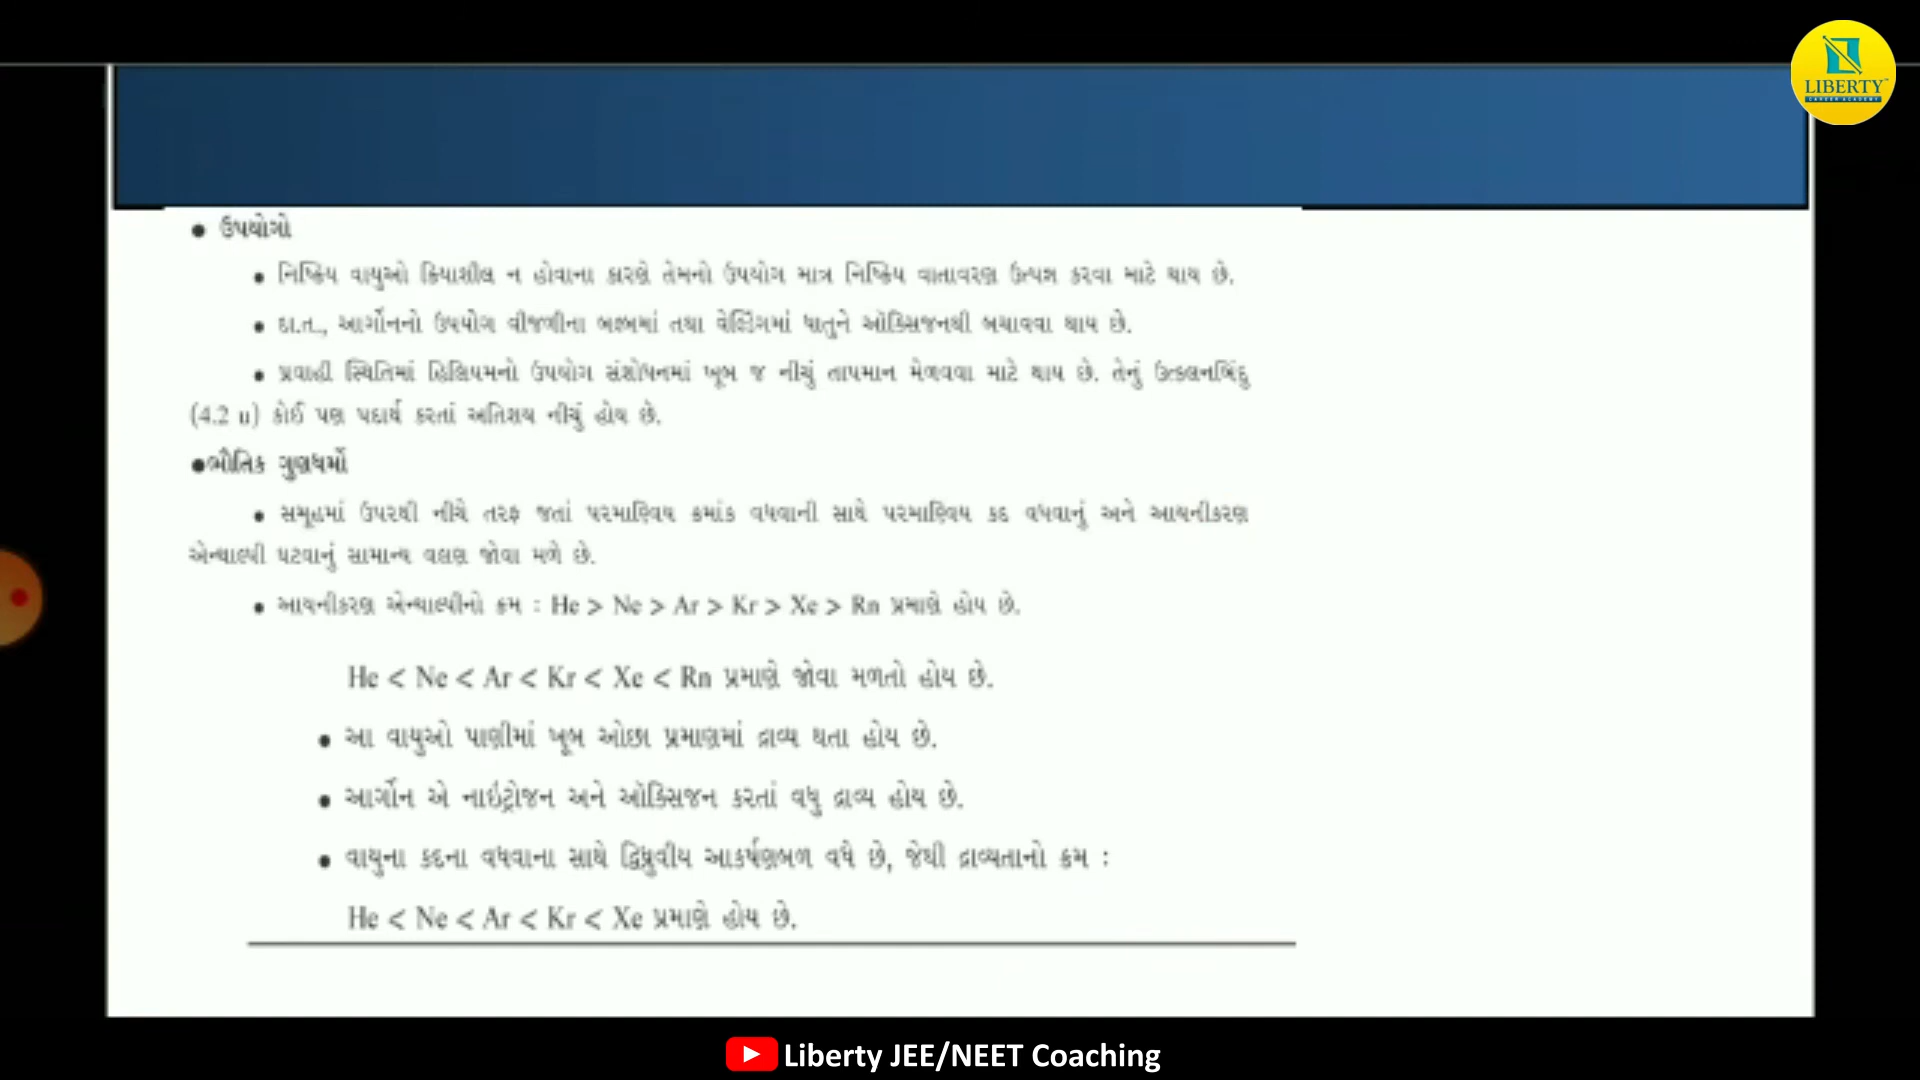 LIBERTY
CAREER ACADEMY
● ઉપયોગો
● નિષ્ક્રિય વાયુઓ ક્રિયાશીલ ન હોવાના કારણે તેમનો ઉપયોગ માત્ર નિષ્ક્રિય વાતાવરણ ઉત્પન્ન કરવા માટે થાય છે.
● દા.ત., આર્ગોનનો ઉપયોગ વીજળીના બલ્બમાં તથા વેલ્ડિંગમાં ધાતુને ઑક્સિજનથી બચાવવા થાય છે.
● પ્રવાહી સ્થિતિમાં હિલિયમનો ઉપયોગ સંશોધનમાં ખૂબ જ નીચું તાપમાન મેળવવા માટે થાય છે. તેનું ઉત્કલનબિંદુ
(4.2 u) કોઈ પણ પદાર્થ કરતાં અતિશય નીચું હોય છે.
●ભૌતિક ગુણધર્મો
● સમૂહમાં ઉપરથી નીચે તરફ જતાં પરમાણ્વિય ક્રમાંક વધવાની સાથે પરમાણ્વિય કદ વધવાનું અને આયનીકરણ
એન્થાલ્પી ઘટવાનું સામાન્ય વલણ જોવા મળે છે.
● આયનીકરણ એન્થાલ્પીનો ક્રમ : He > Ne > Ar > Kr > Xe > Rn પ્રમાણે હોય છે.
He < Ne < Ar < Kr < Xe < Rn પ્રમાણે જોવા મળતો હોય છે.
● આ વાયુઓ પાણીમાં ખૂબ ઓછા પ્રમાણમાં દ્રાવ્ય થતા હોય છે.
● આર્ગોન એ નાઇટ્રોજન અને ઑક્સિજન કરતાં વધુ દ્રાવ્ય હોય છે.
● વાયુના કદના વધવાના સાથે દ્વિધ્રુવીય આકર્ષણબળ વધે છે, જેથી દ્રાવ્યતાનો ક્રમ :
He < Ne < Ar < Kr < Xe પ્રમાણે હોય છે.
Liberty JEE/NEET Coaching